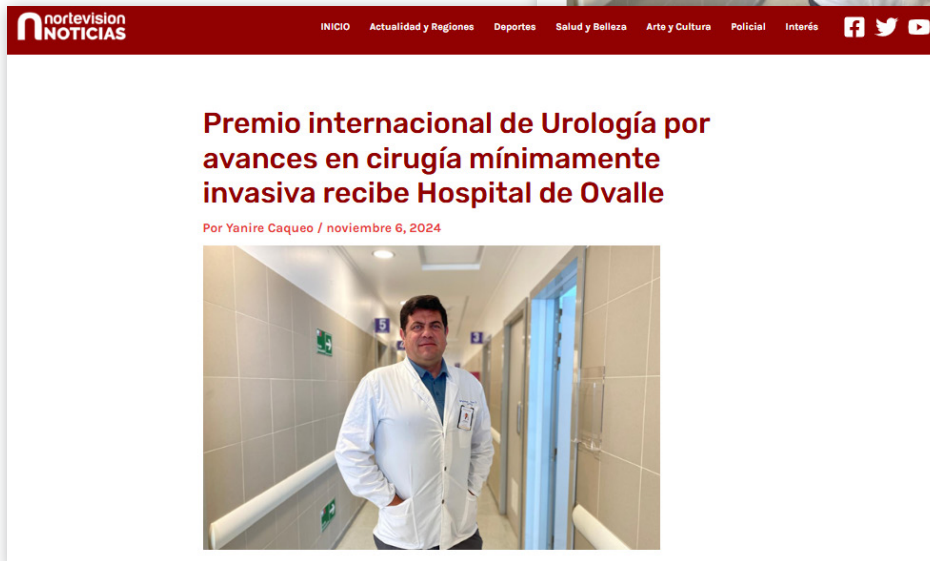 nortevision
NOTICIAS
INICIO Actualidad y Regiones Deportes Salud y Belleza Arte y Cultura Policial Interés
Premio internacional de Urología por
avances en cirugía mínimamente
invasiva recibe Hospital de Ovalle
Por Yanire Caqueo / noviembre 6, 2024
5
3